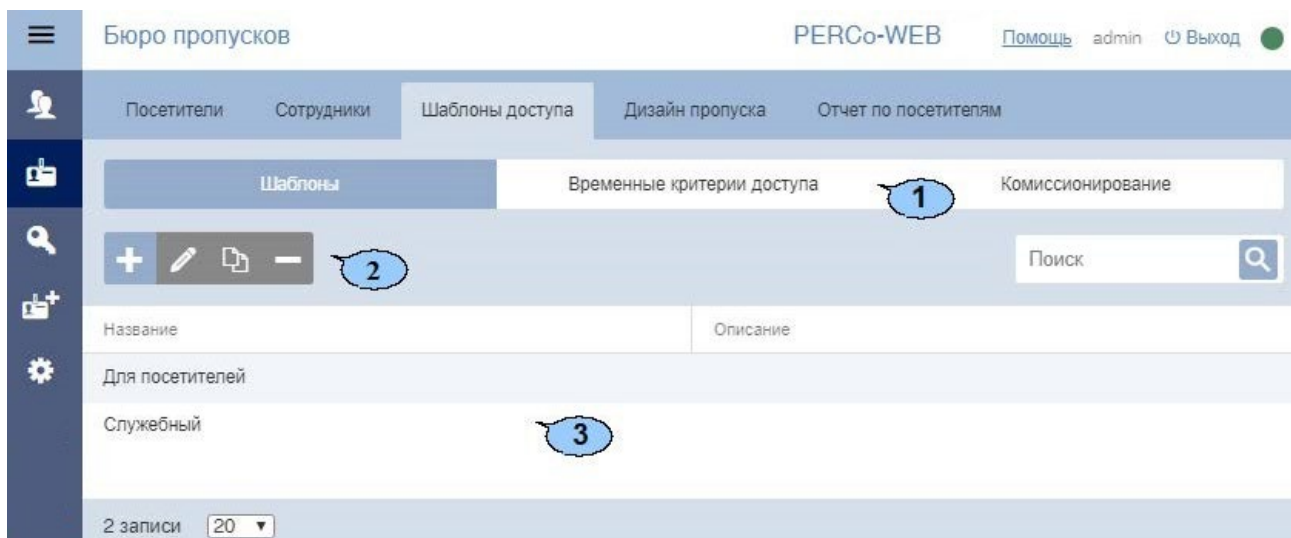 Бюро пропусков PERCo-WEB Помощь admin Выход
Посетители Сотрудники Шаблоны доступа Дизайн пропуска Отчет по посетителям
Шаблоны Временные критерии доступа 1 Комиссионирование
2 Поиск
Название Описание
Для посетителей
Служебный 3
2 записи 20